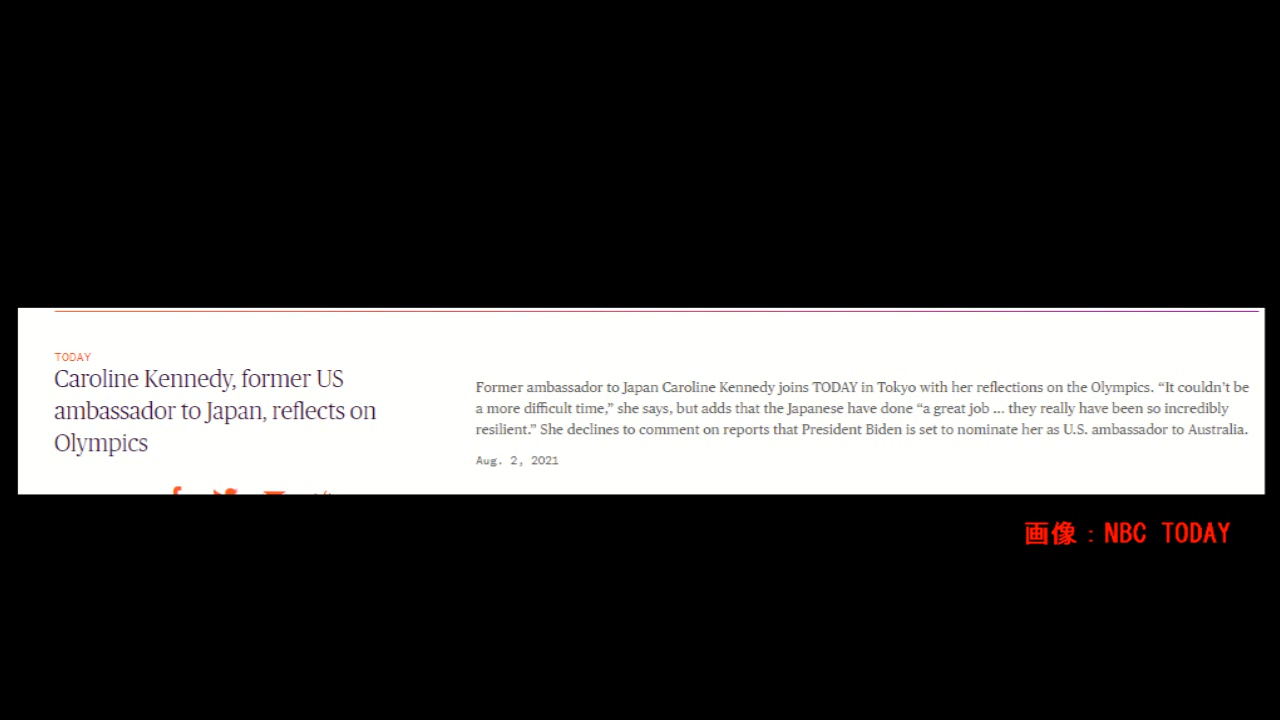 TODAY
Caroline Kennedy, former US
ambassador to Japan, reflects on
Olympics
Former ambassador to Japan Caroline Kennedy joins TODAY in Tokyo with her reflections on the Olympics. “It couldn’t be
a more difficult time,” she says, but adds that the Japanese have done “a great job ... they really have been so incredibly
resilient.” She declines to comment on reports that President Biden is set to nominate her as U.S. ambassador to Australia.
Aug. 2, 2021
画像：NBC TODAY